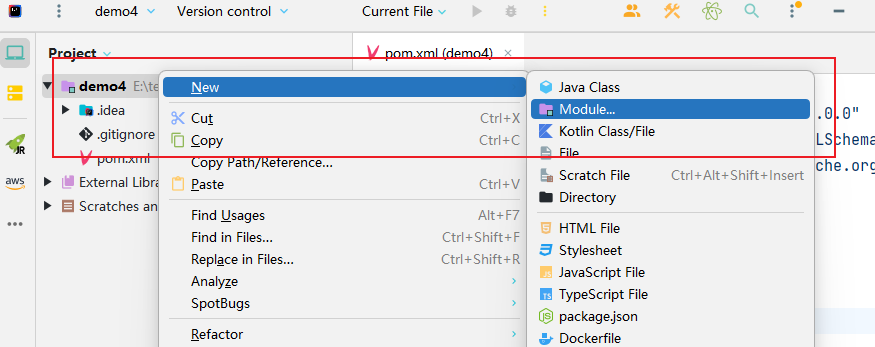 demo4 Version control Current File
Project pom.xml (demo4)
demo4 E:\te New Java Class
.idea Module... .0.0"
.gitignore Cut Ctrl+X Kotlin Class/File LSchema
pom.xml Copy Ctrl+C File che.org
Copy Path/Reference...
External Libra Paste Ctrl+V Scratch File Ctrl+Alt+Shift+Insert
Scratches an Directory
Find Usages Alt+F7 HTML File
Find in Files... Ctrl+Shift+F Stylesheet
Replace in Files... Ctrl+Shift+R JavaScript File
Analyze TypeScript File
SpotBugs package.json
Refactor Dockerfile
JR
aws